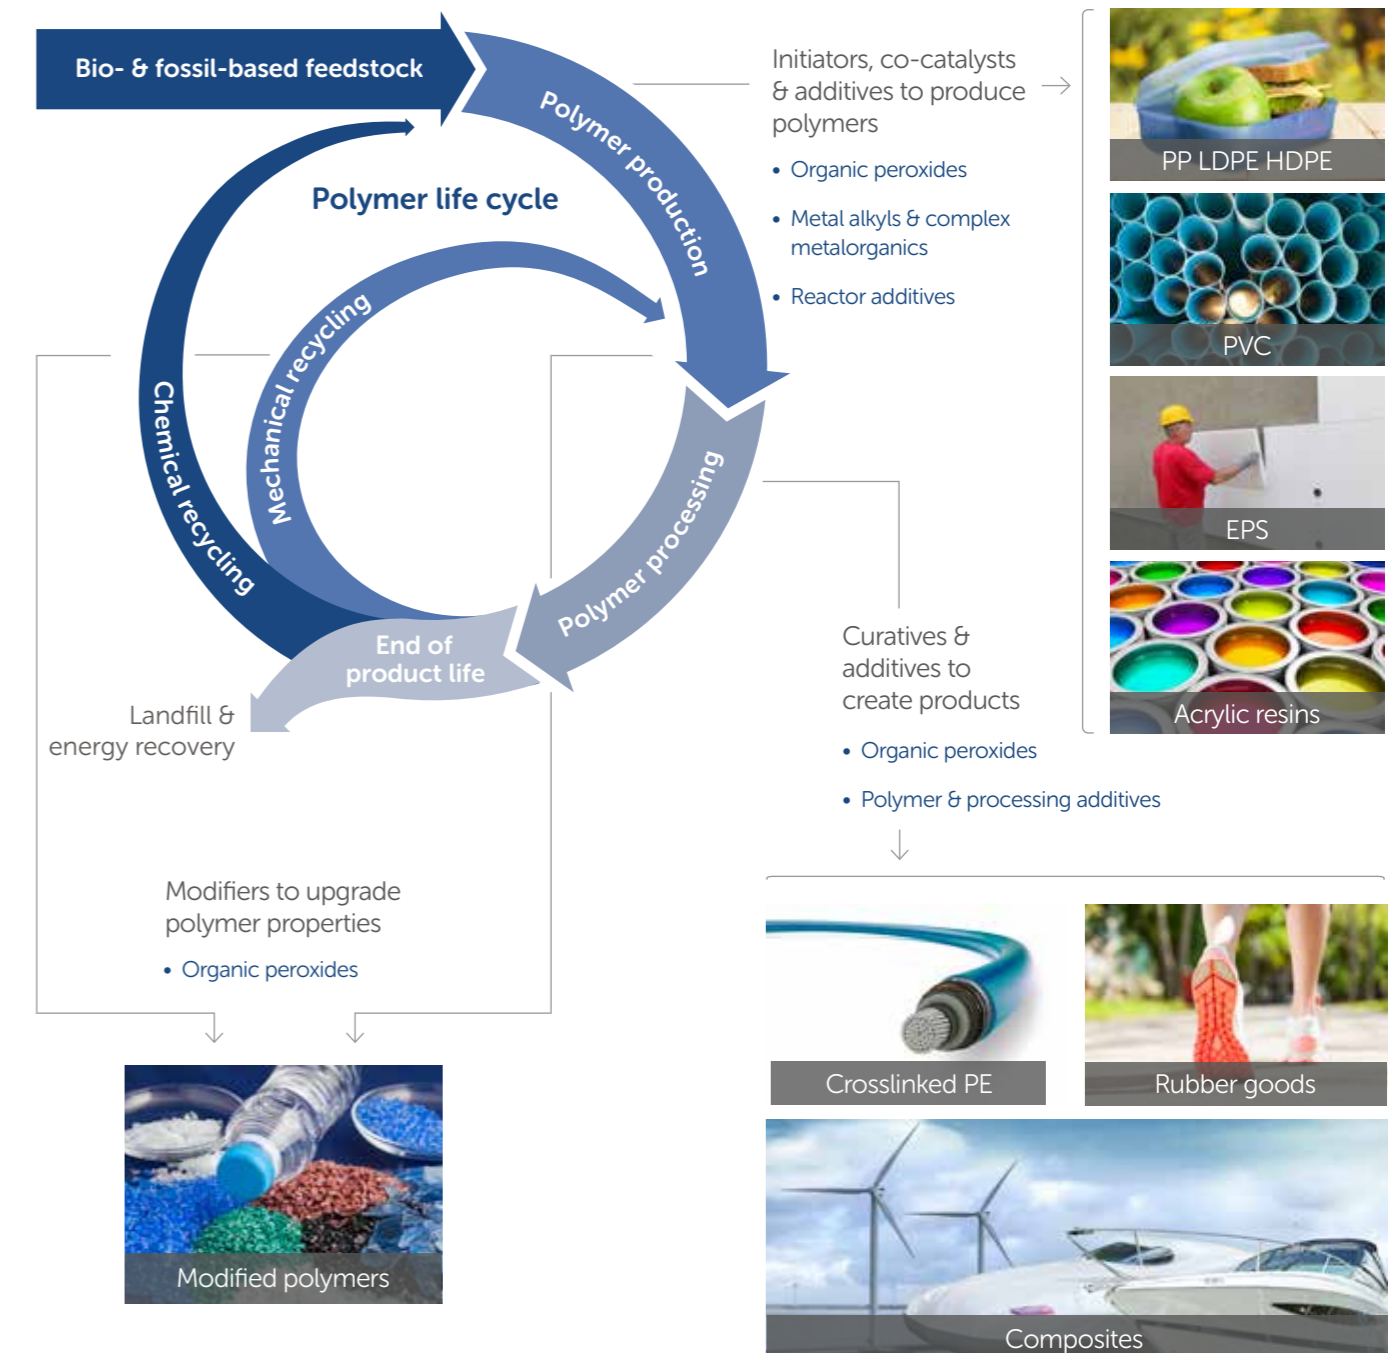 Bio- & fossil-based feedstock
Polymer production
Polymer life cycle
Mechanical recycling
Chemical recycling
Polymer processing
End of
product life
Landfill &
energy recovery
Initiators, co-catalysts
& additives to produce
polymers
• Organic peroxides
• Metal alkyls & complex
metalorganics
• Reactor additives
PP LDPE HDPE
PVC
EPS
Acrylic resins
Curatives &
additives to
create products
• Organic peroxides
• Polymer & processing additives
Modifiers to upgrade
polymer properties
• Organic peroxides
Modified polymers
Crosslinked PE
Rubber goods
Composites